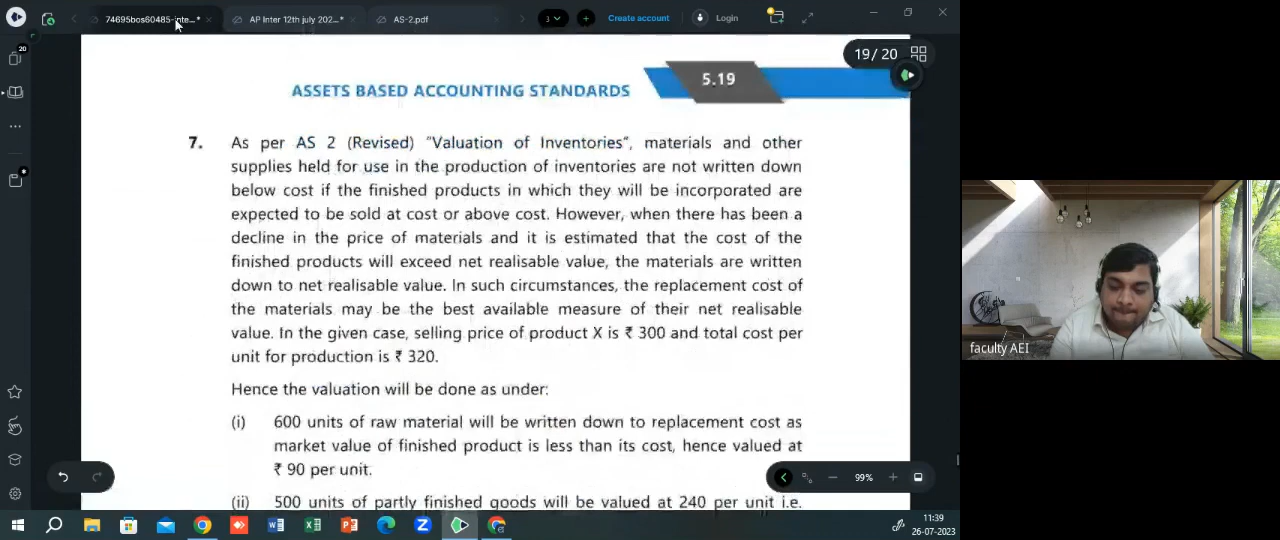 74695bos60485-inte...*
AP Inter 12th july 202...*
AS-2.pdf
3
Create account
Login
20
19/ 20
ASSETS BASED ACCOUNTING STANDARDS
5.19
7. As per AS 2 (Revised) "Valuation of Inventories", materials and other
supplies held for use in the production of inventories are not written down
below cost if the finished products in which they will be incorporated are
expected to be sold at cost or above cost. However, when there has been a
decline in the price of materials and it is estimated that the cost of the
finished products will exceed net realisable value, the materials are written
down to net realisable value. In such circumstances, the replacement cost of
the materials may be the best available measure of their net realisable
value. In the given case, selling price of product X is ₹ 300 and total cost per
unit for production is ₹ 320.
Hence the valuation will be done as under:
(i) 600 units of raw material will be written down to replacement cost as
market value of finished product is less than its cost, hence valued at
₹ 90 per unit.
(ii) 500 units of partly finished goods will be valued at 240 per unit i.e.
99%
faculty AEI
11:39
26-07-2023